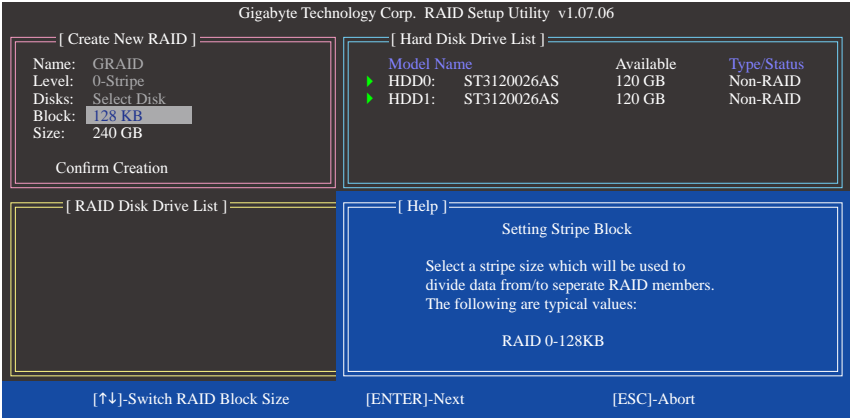 Gigabyte Technology Corp. RAID Setup Utility v1.07.06
[ Create New RAID ]
Name: GRAID
Level: 0-Stripe
Disks: Select Disk
Block: 128 KB
Size: 240 GB
Confirm Creation
[ Hard Disk Drive List ]
Model Name Available Type/Status
HDD0: ST3120026AS 120 GB Non-RAID
HDD1: ST3120026AS 120 GB Non-RAID
[ RAID Disk Drive List ]
[ Help ]
Setting Stripe Block
Select a stripe size which will be used to
divide data from/to seperate RAID members.
The following are typical values:
RAID 0-128KB
[↑↓]-Switch RAID Block Size [ENTER]-Next [ESC]-Abort